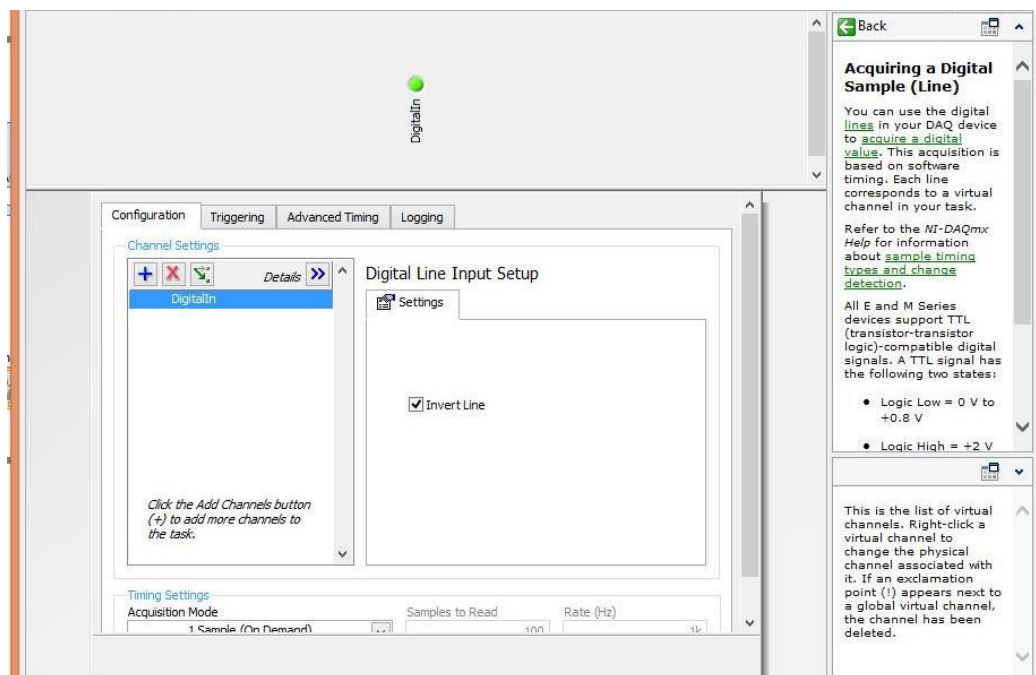 DigitalIn
Configuration
Triggering
Advanced Timing
Logging
Channel Settings
Details
DigitalIn
Click the Add Channels button
(+) to add more channels to
the task.
Digital Line Input Setup
Settings
Invert Line
Timing Settings
Acquisition Mode
Samples to Read
Rate (Hz)
1 Sample (On Demand)
100
1k
Back
Acquiring a Digital
Sample (Line)
You can use the digital
lines in your DAQ device
to acquire a digital
value. This acquisition is
based on software
timing. Each line
corresponds to a virtual
channel in your task.
Refer to the NI-DAQmx
Help for information
about sample timing
types and change
detection.
All E and M Series
devices support TTL
(transistor-transistor
logic)-compatible digital
signals. A TTL signal has
the following two states:
• Logic Low = 0 V to
+0.8 V
• Logic High = +2 V
This is the list of virtual
channels. Right-click a
virtual channel to
change the physical
channel associated with
it. If an exclamation
point (!) appears next to
a global virtual channel,
the channel has been
deleted.